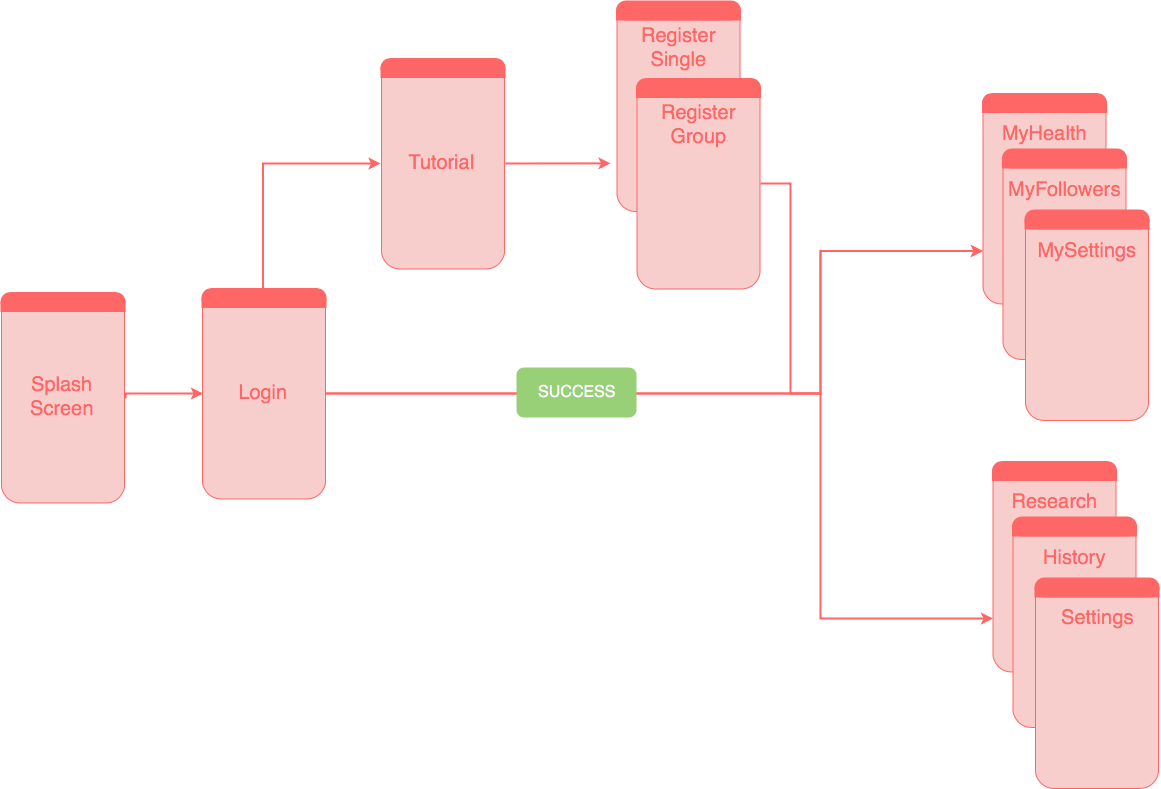 Register
Single
Register
Group
Tutorial
MyHealth
MyFollowers
MySettings
Splash
Screen
Login
SUCCESS
Research
History
Settings